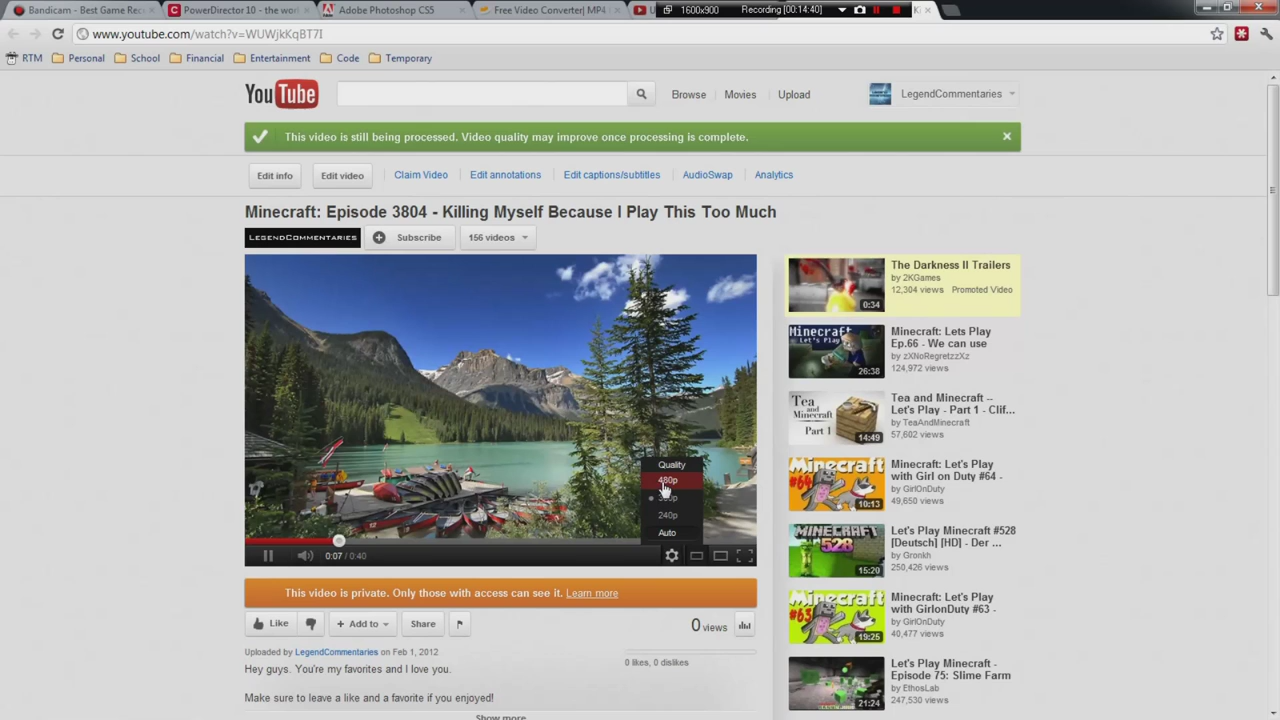 Bandicam - Best Game Rec
PowerDirector 10 - the wor
Adobe Photoshop CS5
Free Video Converter| MP4
1600x900
Recording (00:14:40)
www.youtube.com/watch?v=WUWjkKqBT7I
RTM
Personal
School
Financial
Entertainment
Code
Temporary
YouTube
Browse
Movies
Upload
LegendCommentaries
This video is still being processed. Video quality may improve once processing is complete.
Edit info
Edit video
Claim Video
Edit annotations
Edit captions/subtitles
AudioSwap
Analytics
Minecraft: Episode 3804 - Killing Myself Because I Play This Too Much
LEGENDCOMMENTARIES
Subscribe
156 videos
Quality
480p
240p
Auto
0:07 / 0:40
This video is private. Only those with access can see it. Learn more
Like
Add to
Share
0 views
Uploaded by LegendCommentaries on Feb 1, 2012
0 likes, 0 dislikes
Hey guys. You're my favorites and I love you.
Make sure to leave a like and a favorite if you enjoyed!
Show more
The Darkness II Trailers
by 2KGames
12,304 views Promoted Video
0:34
Minecraft: Lets Play
Ep.66 - We can use
by zXNoRegretzzXz
124,972 views
Minecraft
Let's Play
26:38
Tea and Minecraft --
Let's Play - Part 1 - Clif...
by TeaAndMinecraft
57,602 views
Tea
and
Minecraft
Part 1
14:49
Minecraft: Let's Play
with Girl on Duty #64 -
by GirlOnDuty
40,489 views
Minecraft
#64
10:13
Let's Play Minecraft #528
[Deutsch] [HD] - Der ...
by Gronkh
250,426 views
MINECRAFT
528
15:20
Minecraft: Let's Play
with GirlonDuty #63 -
by GirlOnDuty
40,477 views
Minecraft
#63
19:25
Let's Play Minecraft -
Episode 75: Slime Farm
by EthosLab
247,530 views
21:24